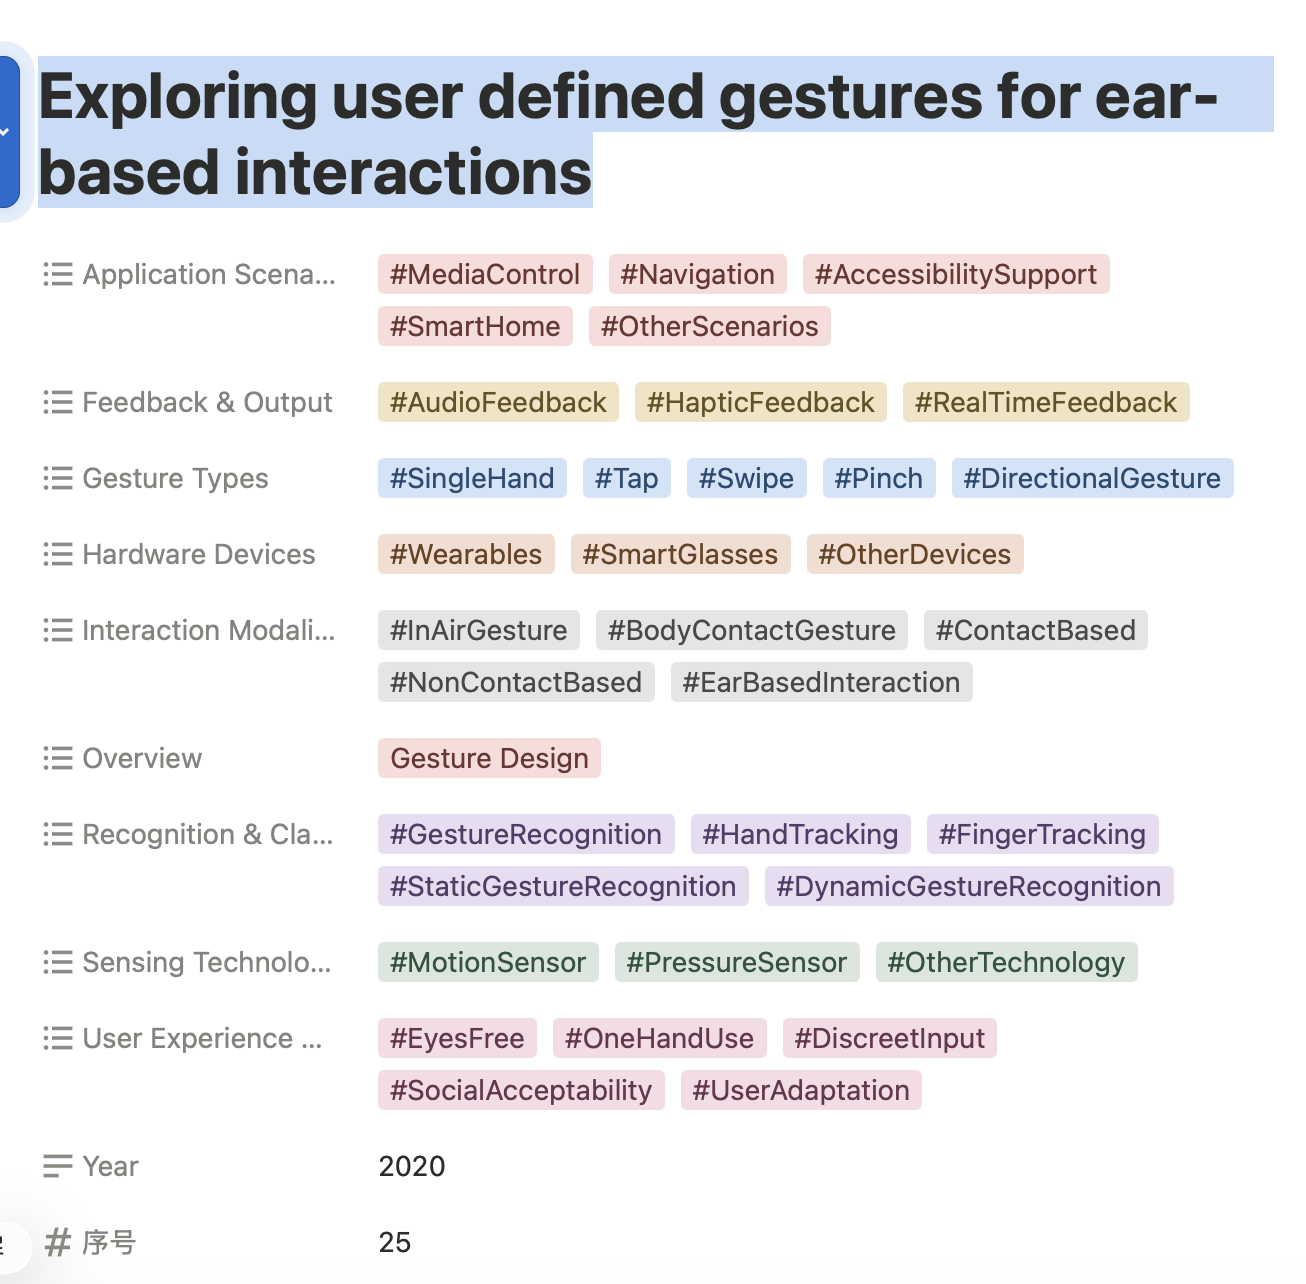 Exploring user defined gestures for ear-
based interactions
Application Scena... #MediaControl #Navigation #AccessibilitySupport
#SmartHome #OtherScenarios
Feedback & Output #AudioFeedback #HapticFeedback #RealTimeFeedback
Gesture Types #SingleHand #Tap #Swipe #Pinch #DirectionalGesture
Hardware Devices #Wearables #SmartGlasses #OtherDevices
Interaction Modali... #InAirGesture #BodyContactGesture #ContactBased
#NonContactBased #EarBasedInteraction
Overview Gesture Design
Recognition & Cla... #GestureRecognition #HandTracking #FingerTracking
#StaticGestureRecognition #DynamicGestureRecognition
Sensing Technolo... #MotionSensor #PressureSensor #OtherTechnology
User Experience ... #EyesFree #OneHandUse #DiscreetInput
#SocialAcceptability #UserAdaptation
Year 2020
序号 25